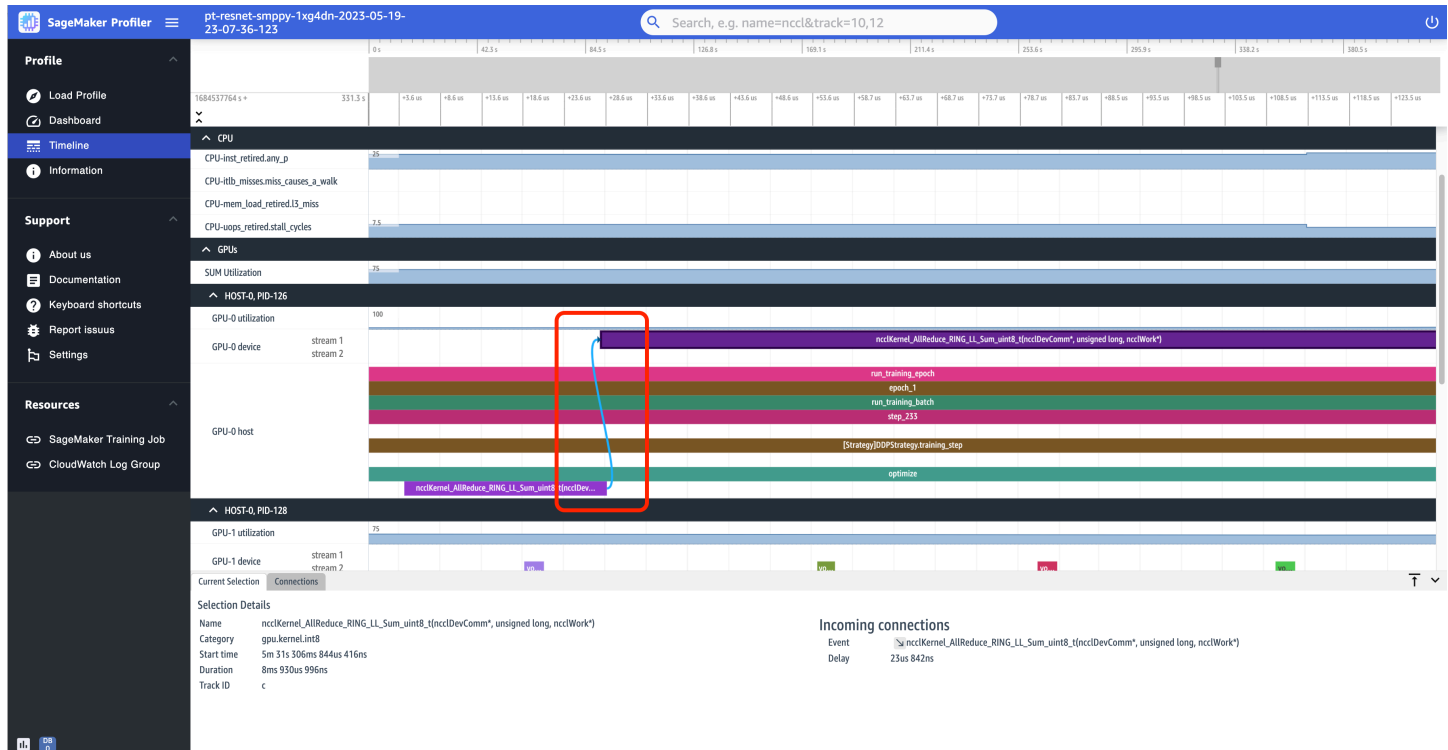 SageMaker Profiler
pt-resnet-smppy-1xg4dn-2023-05-19-
23-07-36-123
Search, e.g. name=nccl&track=10,12
Profile
Load Profile
Dashboard
Timeline
Information
Support
About us
Documentation
Keyboard shortcuts
Report issuus
Settings
Resources
SageMaker Training Job
CloudWatch Log Group
DB
0
0 s 42.3 s 84.5 s 126.8 s 169.1 s 211.4 s 253.6 s 295.9 s 338.2 s 380.5 s
1684537764 s + 331.3 s +3.6 us +8.6 us +13.6 us +18.6 us +23.6 us +28.6 us +33.6 us +38.6 us +43.6 us +48.6 us +53.6 us +58.7 us +63.7 us +68.7 us +73.7 us +78.7 us +83.7 us +88.5 us +93.5 us +98.5 us +103.5 us +108.5 us +113.5 us +118.5 us +123.5 us
CPU
CPU-inst_retired.any_p 25
CPU-itlb_misses.miss_causes_a_walk
CPU-mem_load_retired.l3_miss
CPU-uops_retired.stall_cycles 7.5
GPUs
SUM Utilization 75
HOST-0, PID-126
GPU-0 utilization 100
GPU-0 device stream 1
stream 2
ncclKernel_AllReduce_RING_LL_Sum_uint8_t(ncclDevComm*, unsigned long, ncclWork*)
GPU-0 host
run_training_epoch
epoch_1
run_training_batch
step_233
[Strategy]DDPStrategy.training_step
optimize
ncclKernel_AllReduce_RING_LL_Sum_uint8_t(ncclDev...
HOST-0, PID-128
GPU-1 utilization 75
GPU-1 device stream 1
stream 2
vo... vo... vo... vo...
Current Selection Connections
Selection Details
Name ncclKernel_AllReduce_RING_LL_Sum_uint8_t(ncclDevComm*, unsigned long, ncclWork*)
Category gpu.kernel.int8
Start time 5m 31s 306ms 844us 416ns
Duration 8ms 930us 996ns
Track ID c
Incoming connections
Event ncclKernel_AllReduce_RING_LL_Sum_uint8_t(ncclDevComm*, unsigned long, ncclWork*)
Delay 23us 842ns